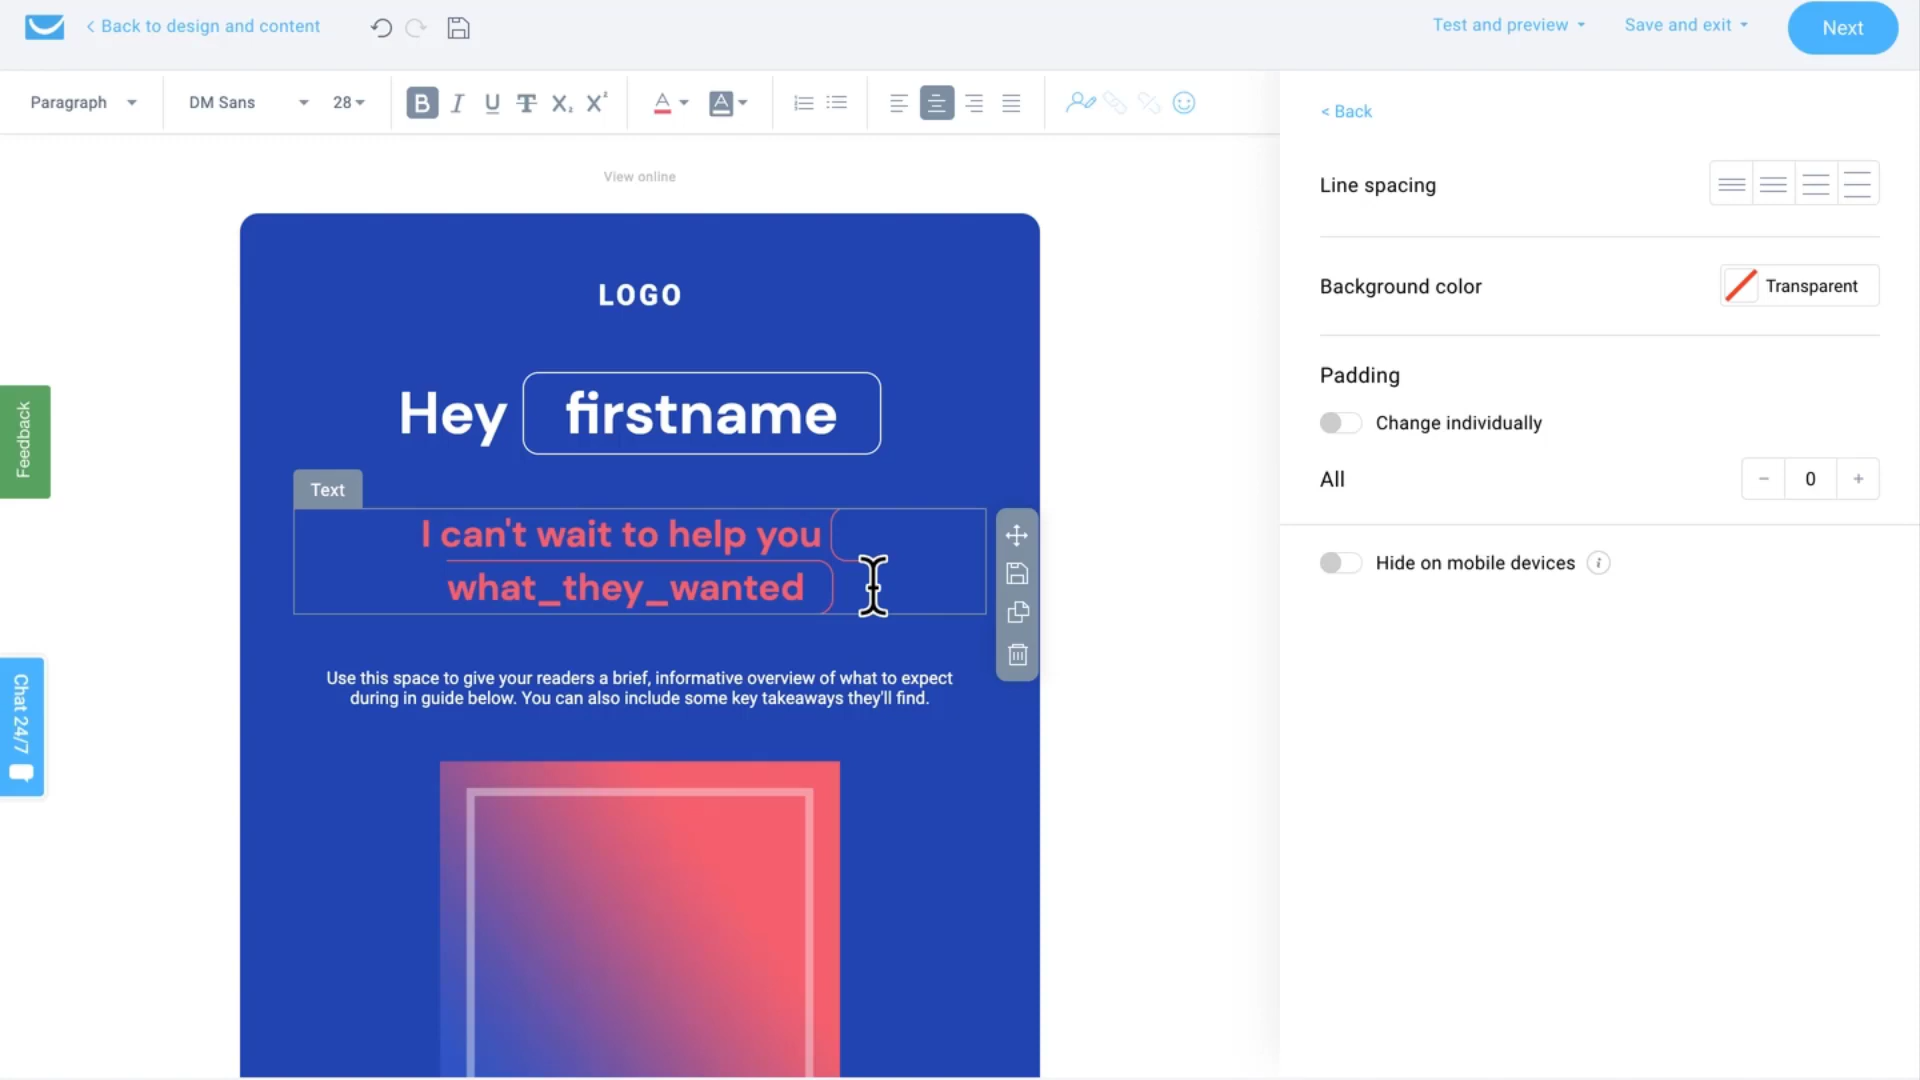 < Back to design and content
Test and preview
Save and exit
Next
Paragraph
DM Sans
28
B I U T X, X²
A A
< Back
View online
Line spacing
LOGO
Background color
Transparent
Hey firstname
Padding
Change individually
Feedback
Text
All
− 0 +
I can't wait to help you
what_they_wanted
Hide on mobile devices i
Use this space to give your readers a brief, informative overview of what to expect
during in guide below. You can also include some key takeaways they'll find.
Chat 24/7